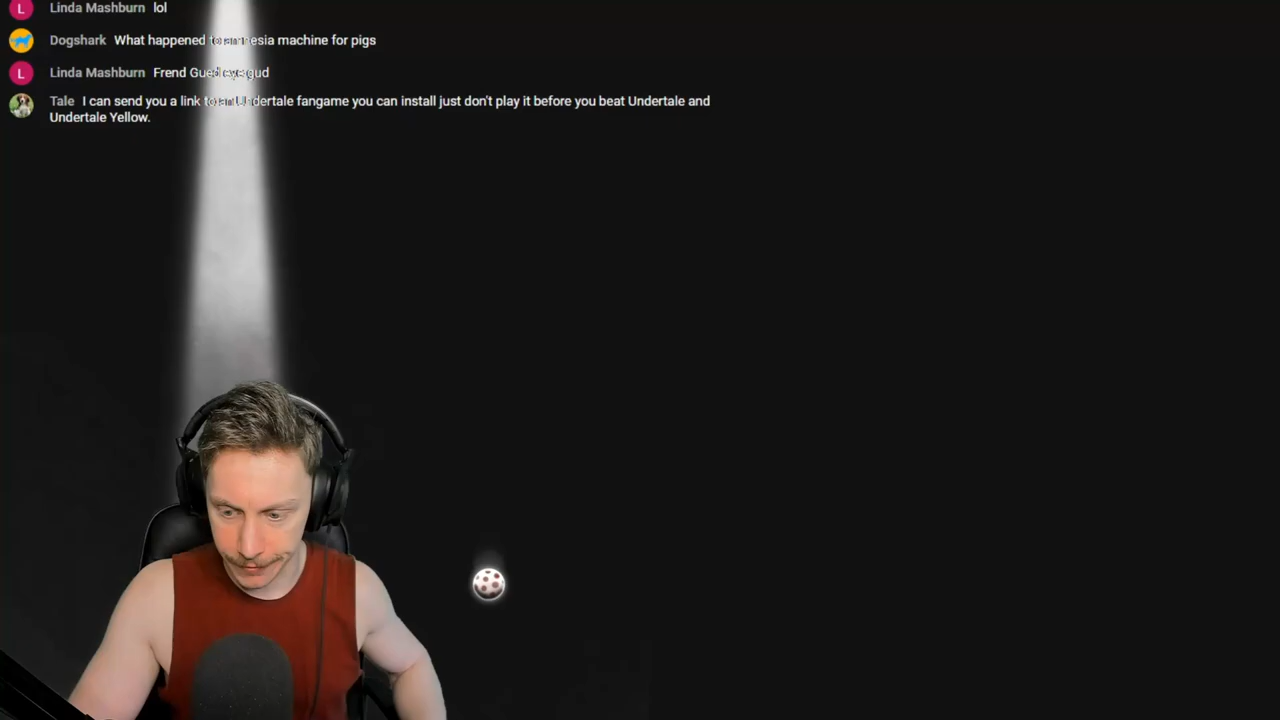 Linda Mashburn lol
Dogshark What happened to amnesia machine for pigs
Linda Mashburn Frend Gued
Tale I can send you a link to an Undertale fangame you can install just don't play it before you beat Undertale and
Undertale Yellow.